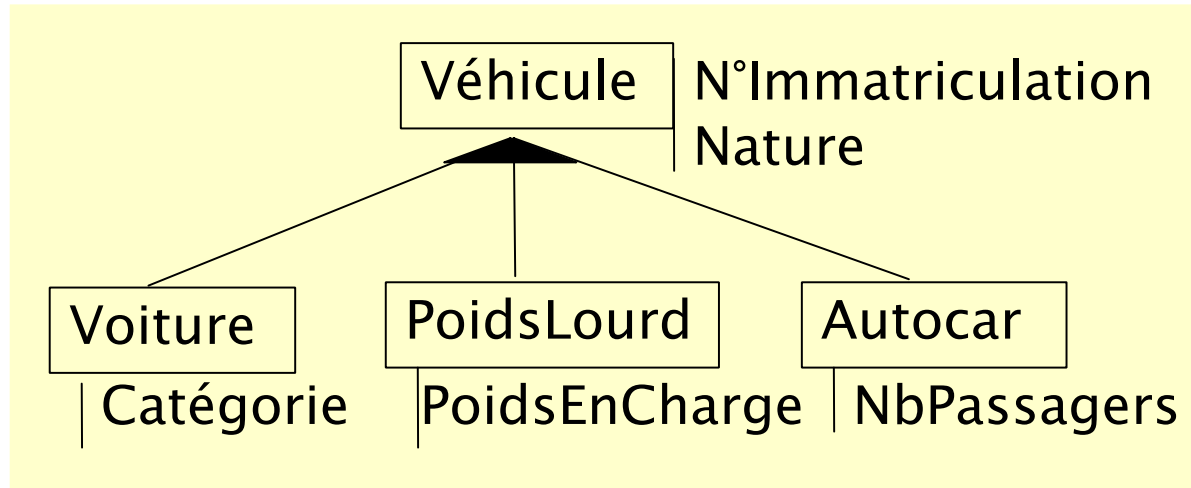 Véhicule
N°Immatriculation
Nature
Voiture
PoidsLourd
Autocar
Catégorie
PoidsEnCharge
NbPassagers